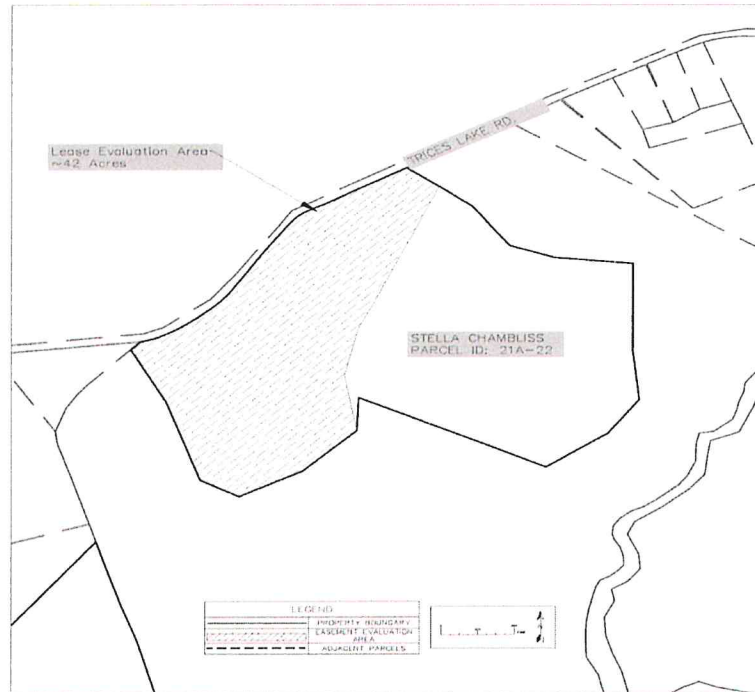 TRICES LAKE RD.
Lease Evaluation Area
~42 Acres
STELLA CHAMBLISS
PARCEL ID: 21A-22
LEGEND
PROPERTY BOUNDARY
EASEMENT EVALUATION
AREA
ADJACENT PARCELS